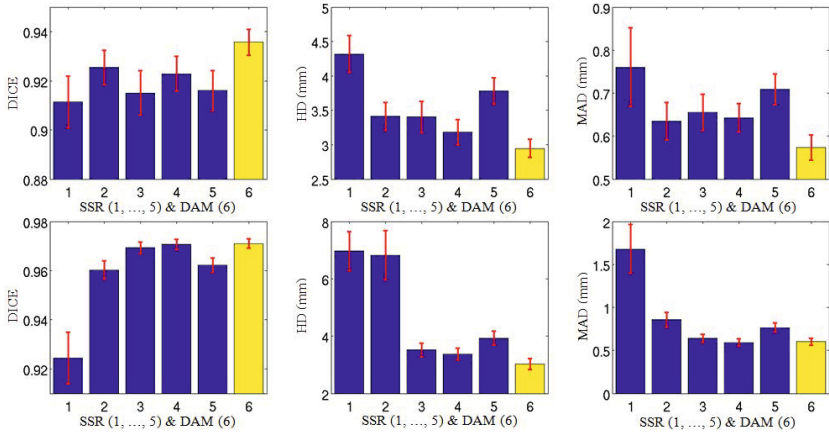 0.94
0.92
0.9
0.88
DICE
1 2 3 4 5 6
SSR (1, ..., 5) & DAM (6)
5
4.5
4
3.5
3
2.5
HD (mm)
1 2 3 4 5 6
SSR (1, ..., 5) & DAM (6)
0.9
0.8
0.7
0.6
0.5
MAD (mm)
1 2 3 4 5 6
SSR (1, ..., 5) & DAM (6)
0.98
0.96
0.94
0.92
DICE
1 2 3 4 5 6
SSR (1, ..., 5) & DAM (6)
8
6
4
2
HD (mm)
1 2 3 4 5 6
SSR (1, ..., 5) & DAM (6)
2
1.5
1
0.5
0
MAD (mm)
1 2 3 4 5 6
SSR (1, ..., 5) & DAM (6)